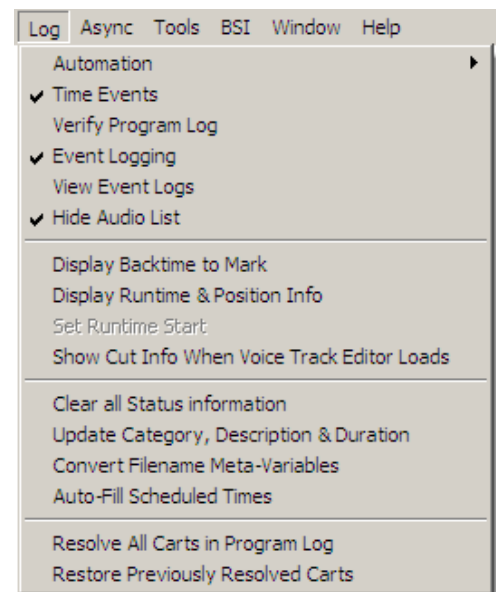 Log Async Tools BSI Window Help
Automation
Time Events
Verify Program Log
Event Logging
View Event Logs
Hide Audio List
Display Backtime to Mark
Display Runtime & Position Info
Set Runtime Start
Show Cut Info When Voice Track Editor Loads
Clear all Status information
Update Category, Description & Duration
Convert Filename Meta-Variables
Auto-Fill Scheduled Times
Resolve All Carts in Program Log
Restore Previously Resolved Carts